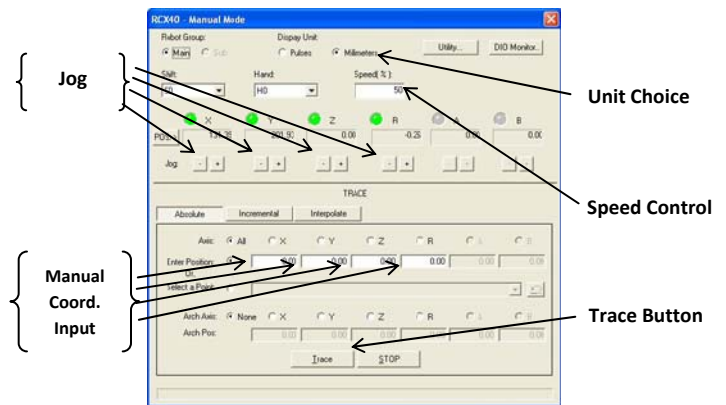 RCX40 - Manual Mode
Robot Group:
Main
Sub
Dispay Unit:
Pulses
Millimeters
Utility...
DIO Monitor...
Shift:
Hand:
H0
Speed( % ):
50
X Y Z R A B
POS:
0.00 -0.26 0.00 0.00
Jog:
- + - + - + - + - + - +
TRACE
Absolute Incremental Interpolate
Axis: All X Y Z R A B
Enter Position: 0.00 0.00 0.00 0.00 0.00 0.00
Or,
Select a Point:
Arch Axis: None X Y Z R A B
Arch Pos: 0.00 0.00 0.00 0.00 0.00 0.00
Trace STOP
Jog
Manual
Coord.
Input
Unit Choice
Speed Control
Trace Button